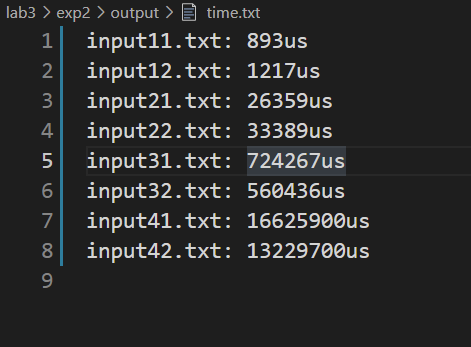 lab3 > exp2 > output > time.txt
1 input11.txt: 893us
2 input12.txt: 1217us
3 input21.txt: 26359us
4 input22.txt: 33389us
5 input31.txt: 724267us
6 input32.txt: 560436us
7 input41.txt: 16625900us
8 input42.txt: 13229700us
9